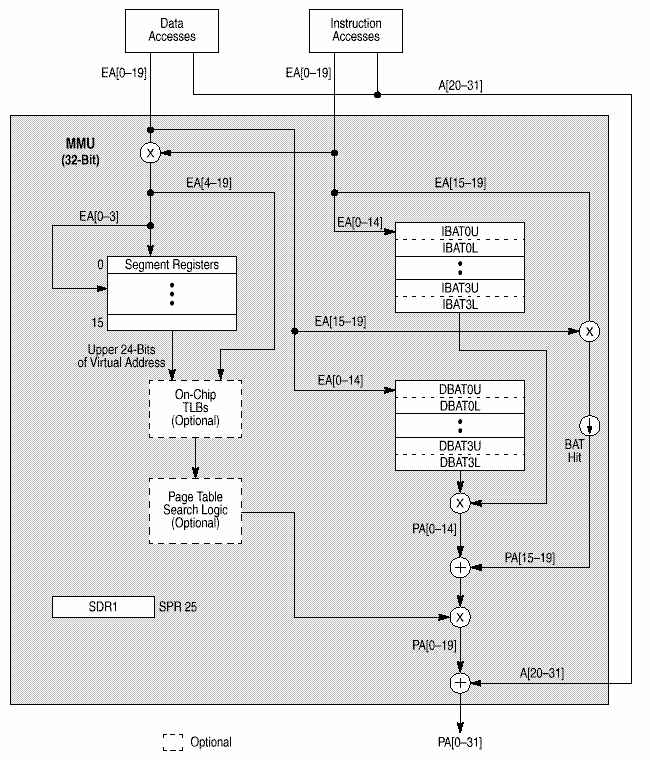 Data
Accesses
Instruction
Accesses
EA[0–19]
EA[0–19]
A[20–31]
MMU
(32-Bit)
X
EA[4–19]
EA[15–19]
EA[0–3]
EA[0–14]
IBAT0U
IBAT0L
IBAT3U
IBAT3L
0
Segment Registers
15
EA[15–19]
X
Upper 24-Bits
of Virtual Address
EA[0–14]
On-Chip
TLBs
(Optional)
DBAT0U
DBAT0L
DBAT3U
DBAT3L
BAT
Hit
Page Table
Search Logic
(Optional)
X
PA[0–14]
PA[15–19]
+
SDR1
SPR 25
X
PA[0–19]
A[20–31]
+
Optional
PA[0–31]